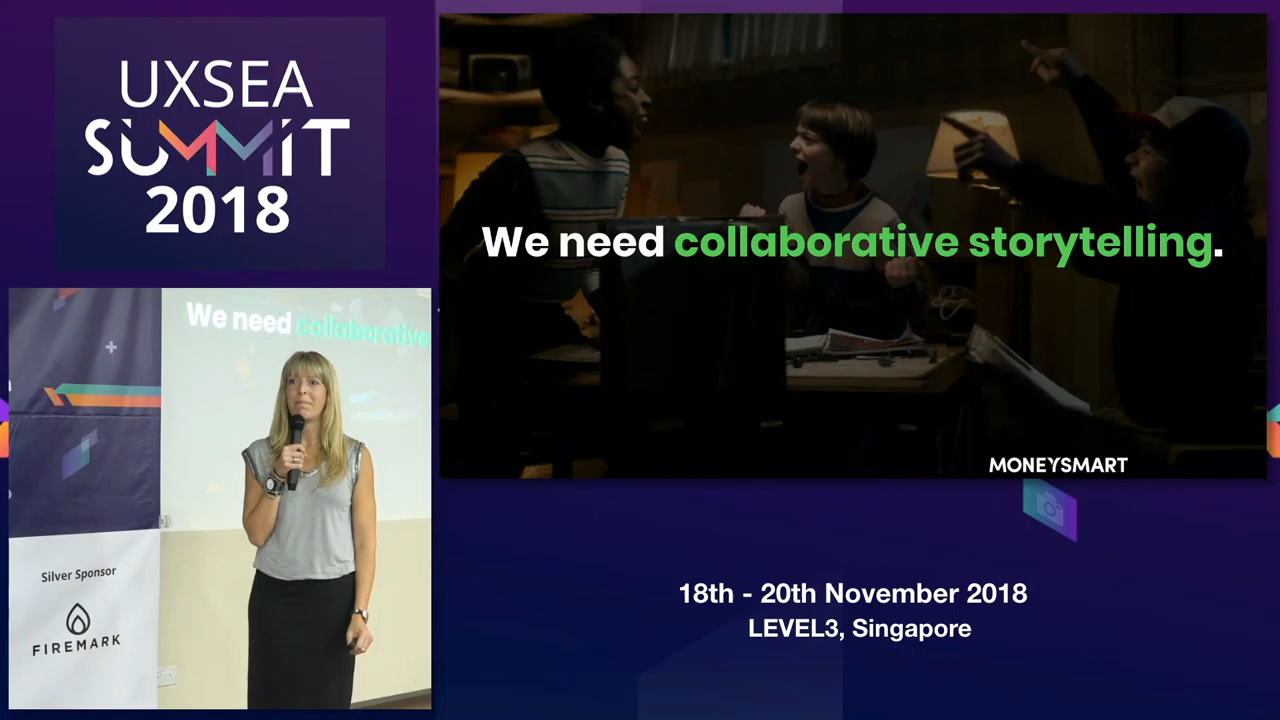 UXSEA
SUMMIT
2018
We need collaborative storytelling.
MONEYSMART
We need collaborative
Silver Sponsor
FIREMARK
18th - 20th November 2018
LEVEL3, Singapore